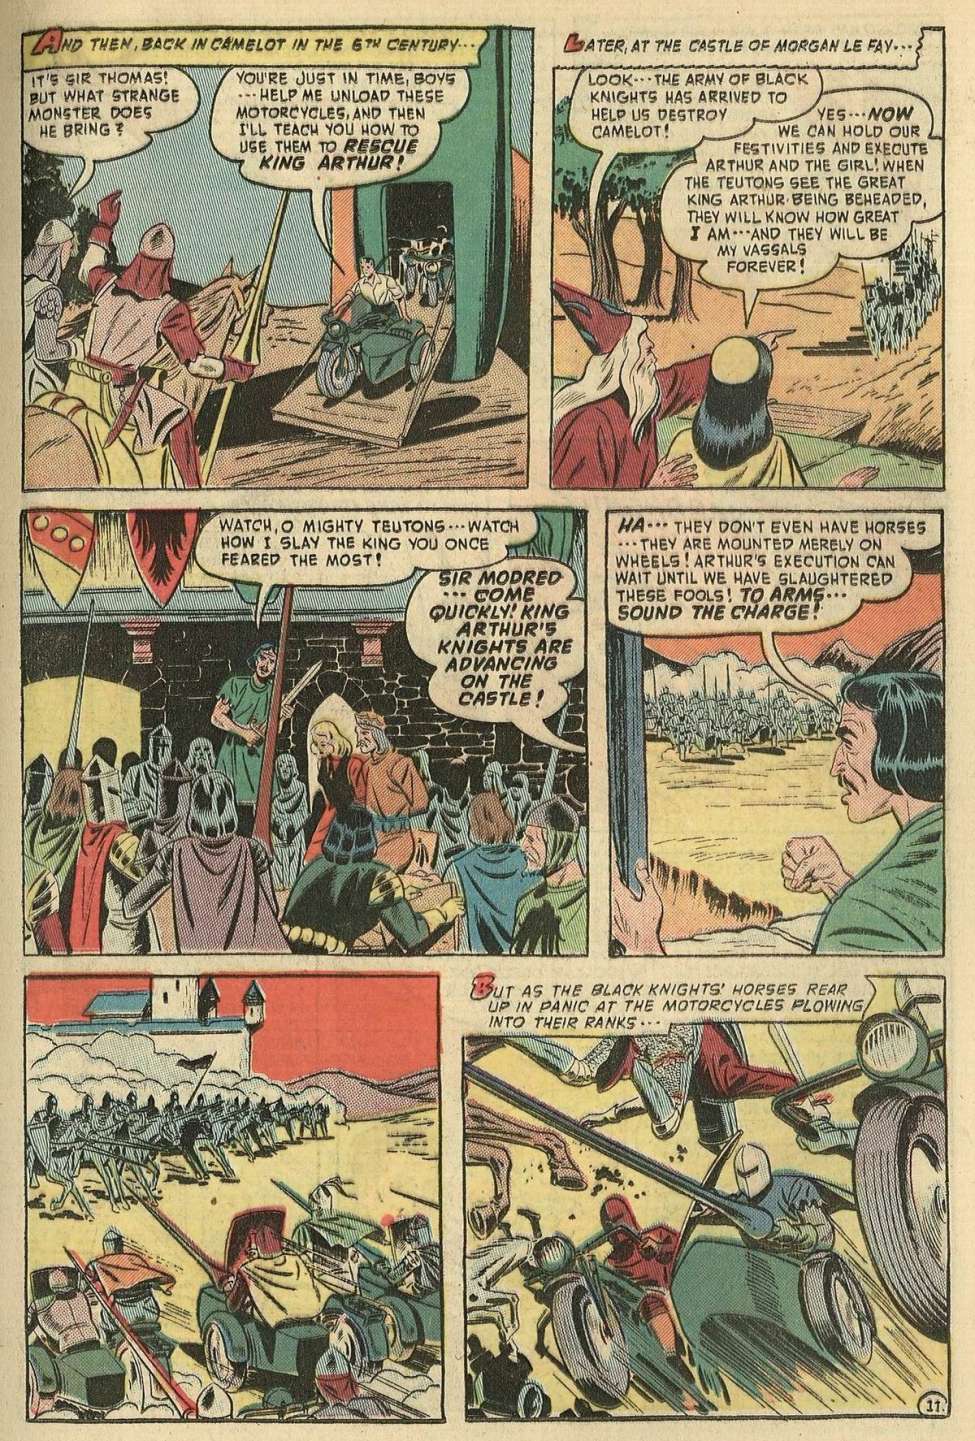 AND THEN, BACK IN CAMELOT IN THE 6TH CENTURY...
IT'S SIR THOMAS!
BUT WHAT STRANGE
MONSTER DOES
HE BRING?
YOU'RE JUST IN TIME, BOYS
...HELP ME UNLOAD THESE
MOTORCYCLES, AND THEN
I'LL TEACH YOU HOW TO
USE THEM TO RESCUE
KING ARTHUR!
LATER, AT THE CASTLE OF MORGAN LE FAY...
LOOK...THE ARMY OF BLACK
KNIGHTS HAS ARRIVED TO
HELP US DESTROY
CAMELOT!
YES...NOW
WE CAN HOLD OUR
FESTIVITIES AND EXECUTE
ARTHUR AND THE GIRL! WHEN
THE TEUTONS SEE THE GREAT
KING ARTHUR BEING BEHEADED,
THEY WILL KNOW HOW GREAT
I AM...AND THEY WILL BE
MY VASSALS
FOREVER!
WATCH, O MIGHTY TEUTONS...WATCH
HOW I SLAY THE KING YOU ONCE
FEARED THE MOST!
SIR MODRED
...COME
QUICKLY! KING
ARTHUR'S
KNIGHTS ARE
ADVANCING
ON THE
CASTLE!
HA...THEY DON'T EVEN HAVE HORSES
...THEY ARE MOUNTED MERELY ON
WHEELS! ARTHUR'S EXECUTION CAN
WAIT UNTIL WE HAVE SLAUGHTERED
THESE FOOLS! TO ARMS...
SOUND THE CHARGE!
BUT AS THE BLACK KNIGHTS' HORSES REAR
UP IN PANIC AT THE MOTORCYCLES PLOWING
INTO THEIR RANKS...
11